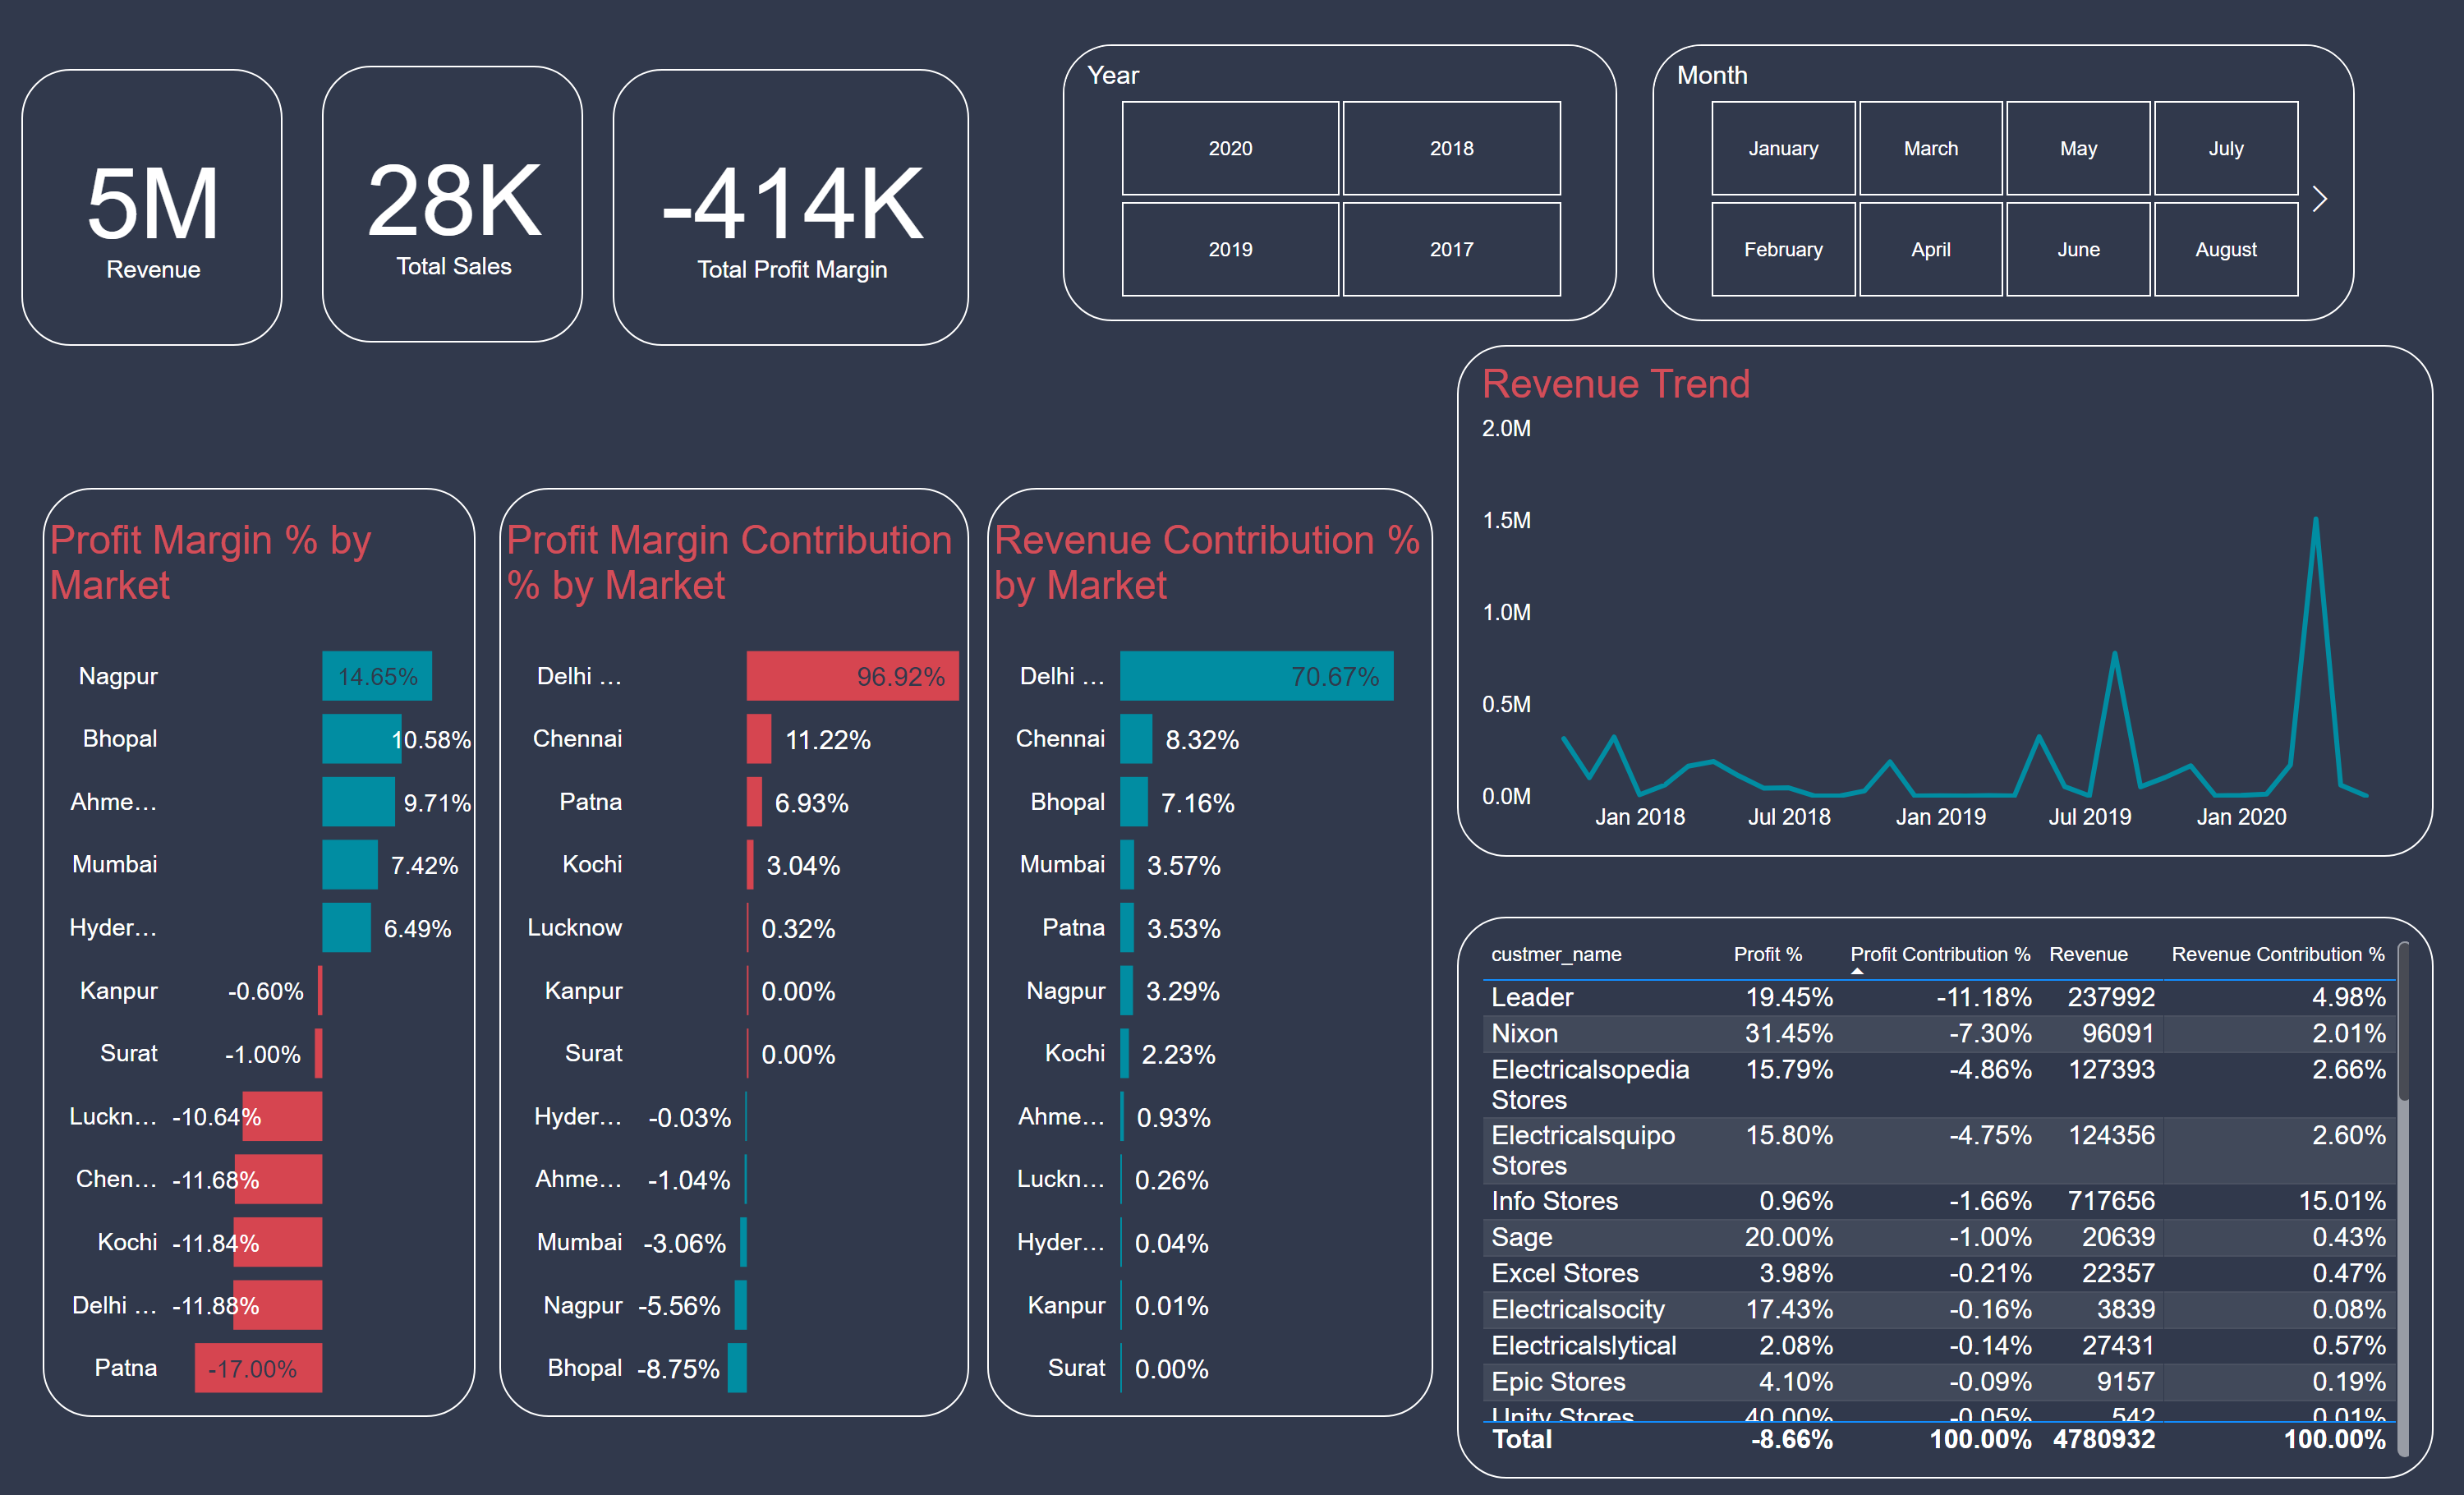 5M
Revenue
28K
Total Sales
-414K
Total Profit Margin
Year
2020 2018
2019 2017
Month
January March May July
February April June August
Profit Margin % by
Market
Nagpur 14.65%
Bhopal 10.58%
Ahme... 9.71%
Mumbai 7.42%
Hyder... 6.49%
Kanpur -0.60%
Surat -1.00%
Luckn... -10.64%
Chen... -11.68%
Kochi -11.84%
Delhi ... -11.88%
Patna -17.00%
Profit Margin Contribution
% by Market
Delhi ... 96.92%
Chennai 11.22%
Patna 6.93%
Kochi 3.04%
Lucknow 0.32%
Kanpur 0.00%
Surat 0.00%
Hyder... -0.03%
Ahme... -1.04%
Mumbai -3.06%
Nagpur -5.56%
Bhopal -8.75%
Revenue Contribution %
by Market
Delhi ... 70.67%
Chennai 8.32%
Bhopal 7.16%
Mumbai 3.57%
Patna 3.53%
Nagpur 3.29%
Kochi 2.23%
Ahme... 0.93%
Luckn... 0.26%
Hyder... 0.04%
Kanpur 0.01%
Surat 0.00%
Revenue Trend
2.0M
1.5M
1.0M
0.5M
0.0M
Jan 2018 Jul 2018 Jan 2019 Jul 2019 Jan 2020
custmer_name Profit % Profit Contribution % Revenue Revenue Contribution %
Leader 19.45% -11.18% 237992 4.98%
Nixon 31.45% -7.30% 96091 2.01%
Electricalsopedia 15.79% -4.86% 127393 2.66%
Stores
Electricalsquipo 15.80% -4.75% 124356 2.60%
Stores
Info Stores 0.96% -1.66% 717656 15.01%
Sage 20.00% -1.00% 20639 0.43%
Excel Stores 3.98% -0.21% 22357 0.47%
Electricalsocity 17.43% -0.16% 3839 0.08%
Electricalslytical 2.08% -0.14% 27431 0.57%
Epic Stores 4.10% -0.09% 9157 0.19%
Unity Stores 40.00% -0.05% 542 0.01%
Total -8.66% 100.00% 4780932 100.00%